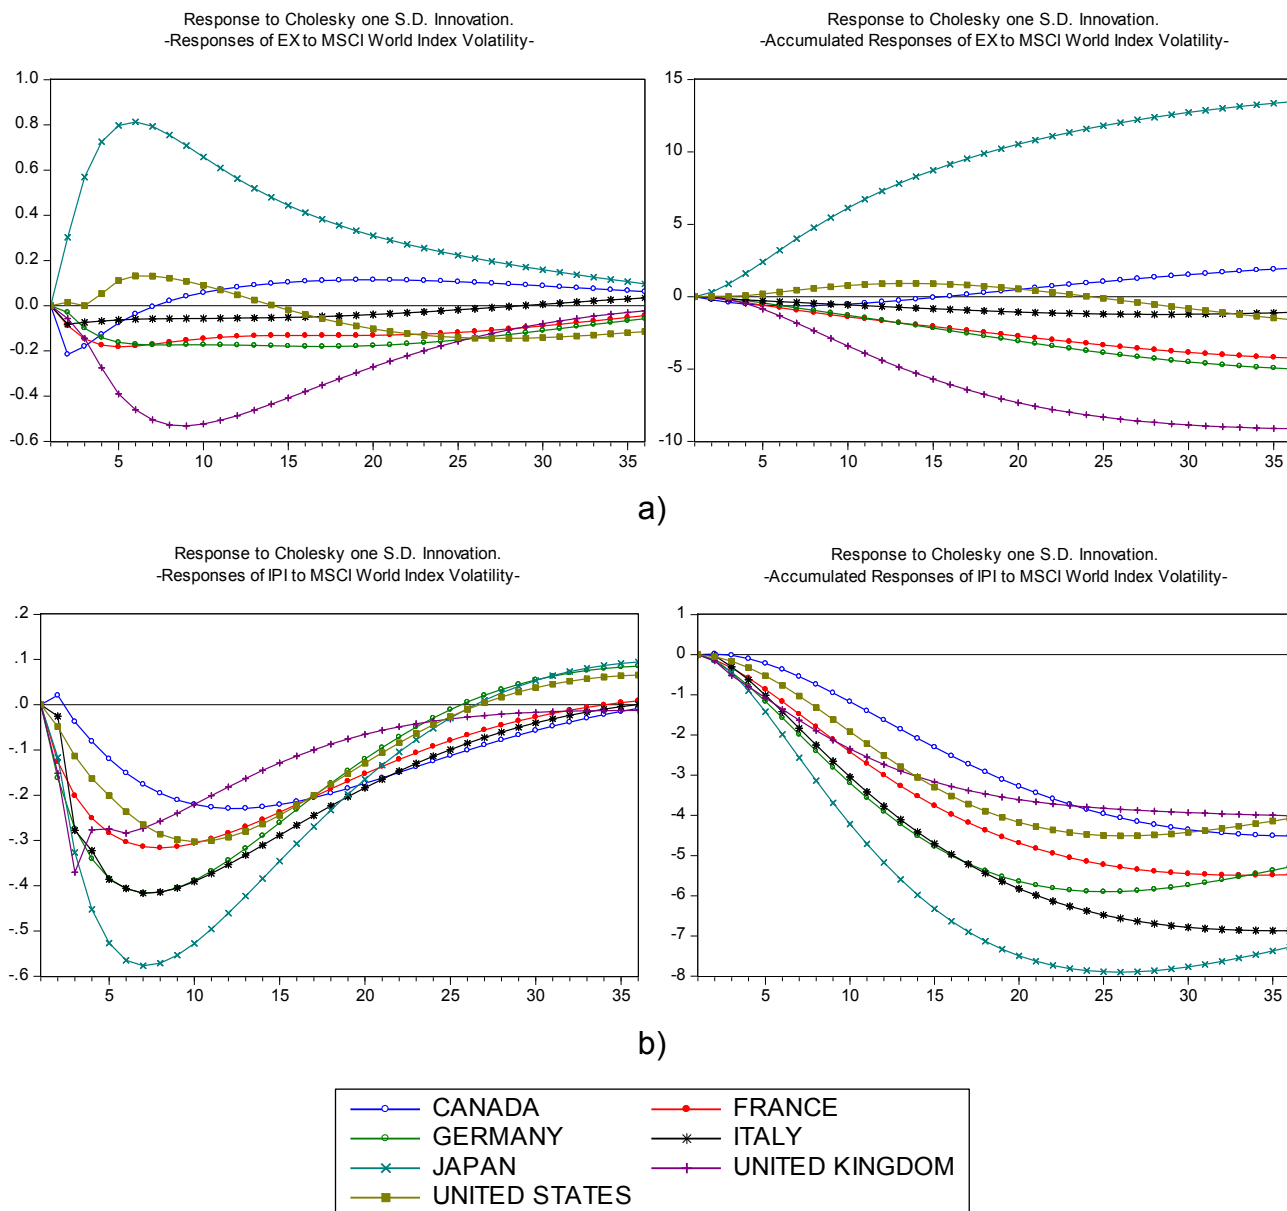 Response to Cholesky one S.D. Innovation.
-Responses of EX to MSCI World Index Volatility-
1.0
0.8
0.6
0.4
0.2
0.0
-0.2
-0.4
-0.6
5 10 15 20 25 30 35
Response to Cholesky one S.D. Innovation.
-Accumulated Responses of EX to MSCI World Index Volatility-
15
10
5
0
-5
-10
5 10 15 20 25 30 35
a)
Response to Cholesky one S.D. Innovation.
-Responses of IPI to MSCI World Index Volatility-
.2
.1
.0
-.1
-.2
-.3
-.4
-.5
-.6
5 10 15 20 25 30 35
Response to Cholesky one S.D. Innovation.
-Accumulated Responses of IPI to MSCI World Index Volatility-
1
0
-1
-2
-3
-4
-5
-6
-7
-8
5 10 15 20 25 30 35
b)
CANADA FRANCE
GERMANY ITALY
JAPAN UNITED KINGDOM
UNITED STATES